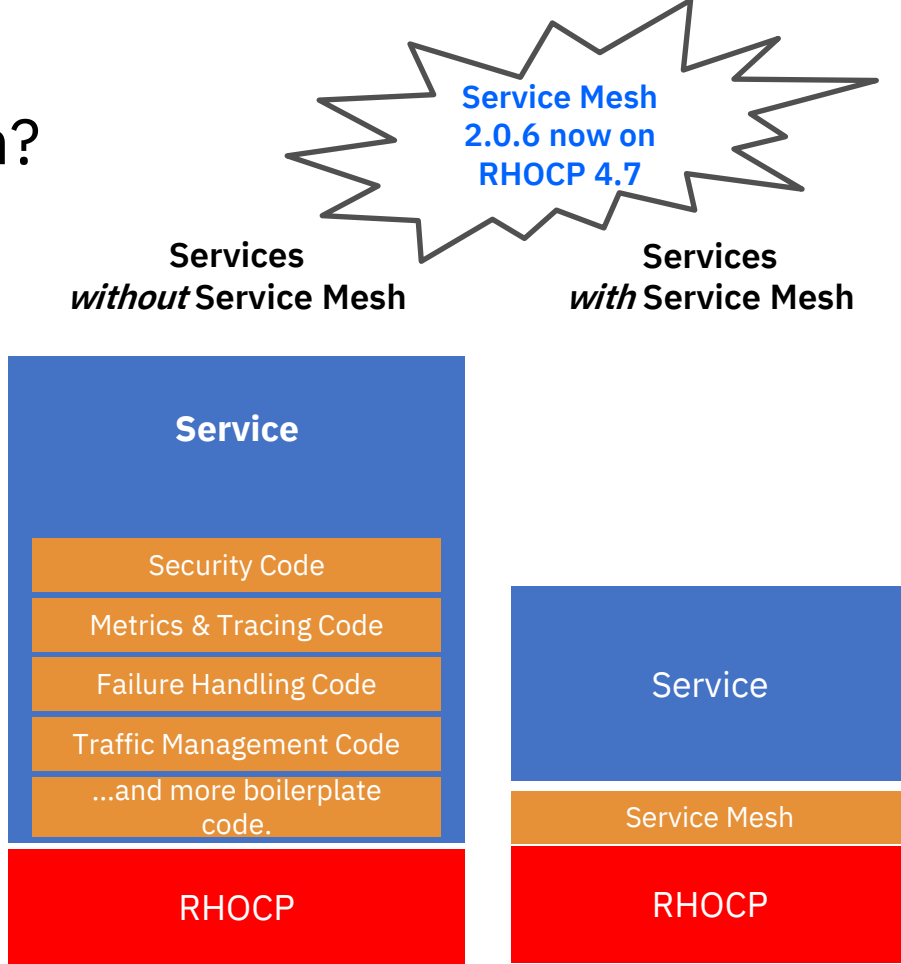 n?
Service Mesh
2.0.6 now on
RHOCP 4.7
Services
without Service Mesh
Services
with Service Mesh
Service
Security Code
Metrics & Tracing Code
Failure Handling Code
Traffic Management Code
...and more boilerplate
code.
RHOCP
Service
Service Mesh
RHOCP